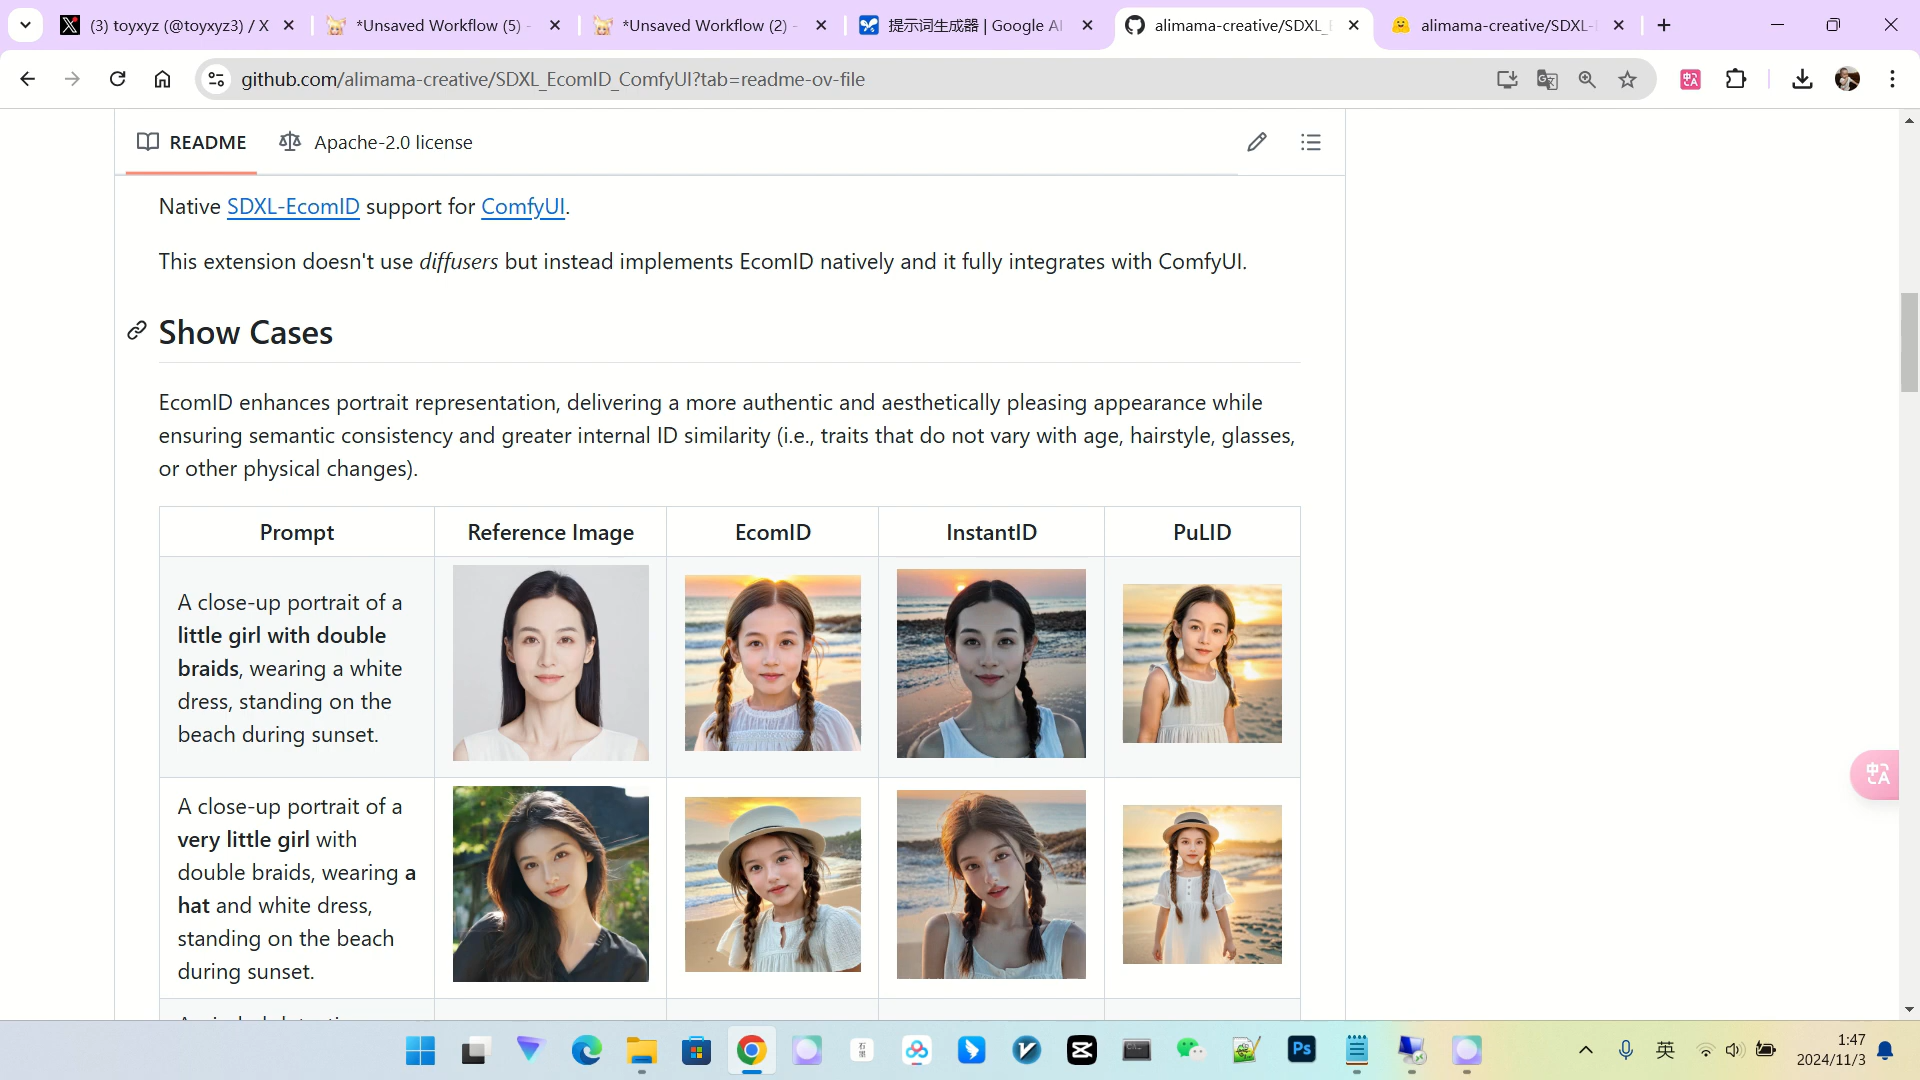 (3) toyxyz (@toyxyz3) / X
*Unsaved Workflow (5) -
*Unsaved Workflow (2) -
提示词生成器 | Google AI
alimama-creative/SDXL_E
alimama-creative/SDXL-
github.com/alimama-creative/SDXL_EcomID_ComfyUI?tab=readme-ov-file
README
Apache-2.0 license
Native SDXL-EcomID support for ComfyUI.
This extension doesn't use diffusers but instead implements EcomID natively and it fully integrates with ComfyUI.
Show Cases
EcomID enhances portrait representation, delivering a more authentic and aesthetically pleasing appearance while
ensuring semantic consistency and greater internal ID similarity (i.e., traits that do not vary with age, hairstyle, glasses,
or other physical changes).
Prompt
Reference Image
EcomID
InstantID
PuLID
A close-up portrait of a
little girl with double
braids, wearing a white
dress, standing on the
beach during sunset.
A close-up portrait of a
very little girl with
double braids, wearing a
hat and white dress,
standing on the beach
during sunset.
中A
石墨
Ps
英
1:47
2024/11/3